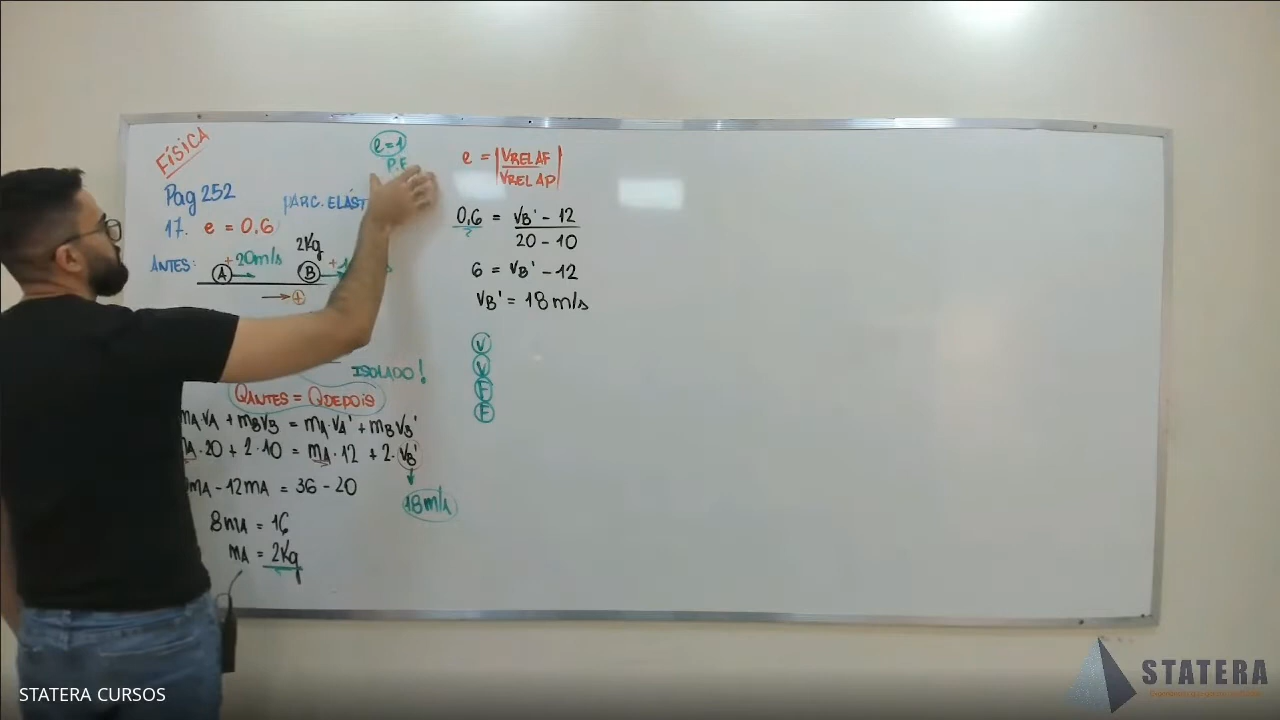 FÍSICA
Pag 252
17. e = 0,6
e = 1
P.E
PARC. ELÁST
ANTES:
+ 20m/s
2Kg
+
A
B
→ +
ISOLADO!
QANTES = QDEPOIS
mA.VA + mBVB = mA.VA' + mBVB'
mA.20 + 2.10 = mA.12 + 2.VB'
mA - 12mA = 36 - 20
18m/s
8mA = 16
mA = 2Kg
e = |VRELAF / VRELAP|
0,6 = VB' - 12
20 - 10
6 = VB' - 12
VB' = 18 m/s
V
V
F
F
STATERA CURSOS
STATERA